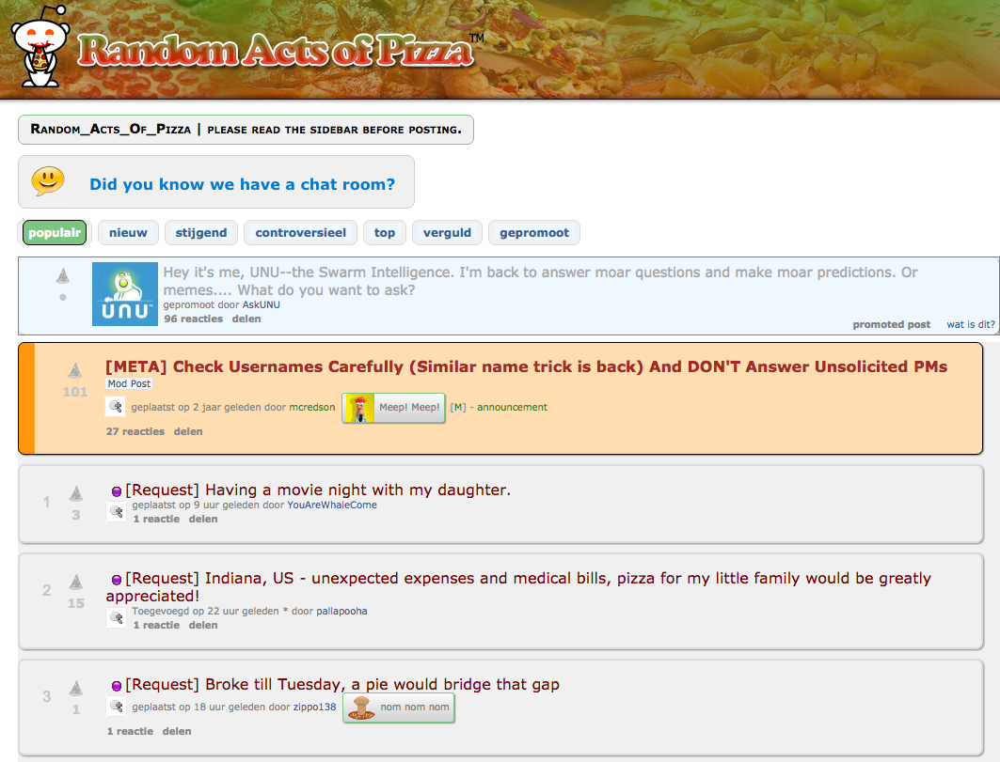 Random Acts of Pizza™
Random_Acts_Of_Pizza | please read the sidebar before posting.
Did you know we have a chat room?
populair nieuw stijgend controversieel top verguld gepromoot
Hey it's me, UNU--the Swarm Intelligence. I'm back to answer moar questions and make moar predictions. Or
memes.... What do you want to ask?
UNU
gepromoot door AskUNU
96 reacties delen
promoted post wat is dit?
[META] Check Usernames Carefully (Similar name trick is back) And DON'T Answer Unsolicited PMs
Mod Post
101
geplaatst op 2 jaar geleden door mcredson Meep! Meep! [M] - announcement
27 reacties delen
[Request] Having a movie night with my daughter.
1
geplaatst op 9 uur geleden door YouAreWhaleCome
3
1 reactie delen
[Request] Indiana, US - unexpected expenses and medical bills, pizza for my little family would be greatly
2
appreciated!
15
Toegevoegd op 22 uur geleden * door pallapooha
1 reactie delen
[Request] Broke till Tuesday, a pie would bridge that gap
3
geplaatst op 18 uur geleden door zippo138 nom nom nom
1
1 reactie delen